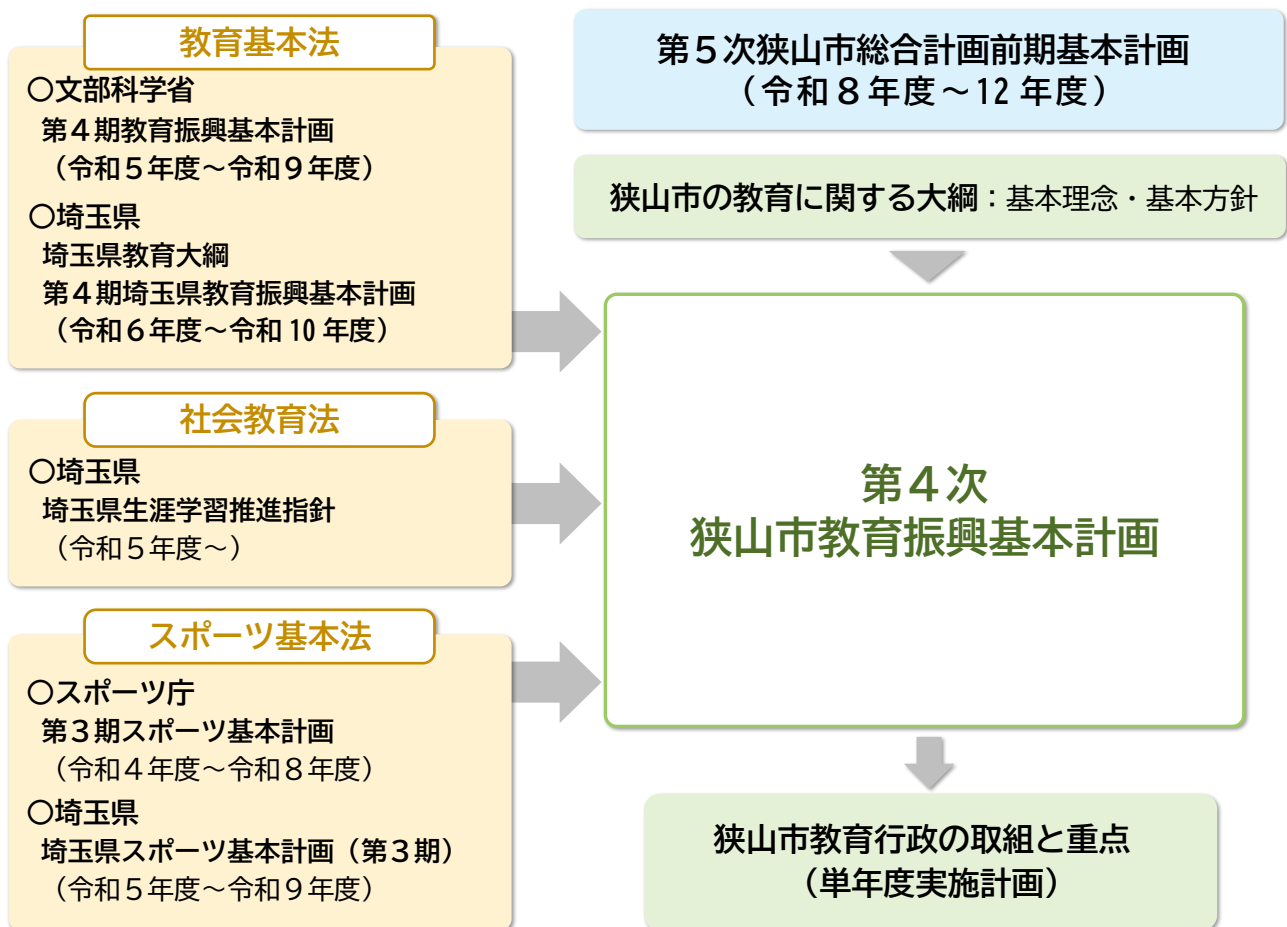 教育基本法
〇文部科学省
第４期教育振興基本計画
（令和５年度～令和９年度）
〇埼玉県
埼玉県教育大綱
第４期埼玉県教育振興基本計画
（令和６年度～令和 10 年度）
社会教育法
〇埼玉県
埼玉県生涯学習推進指針
（令和５年度～）
スポーツ基本法
〇スポーツ庁
第３期スポーツ基本計画
（令和４年度～令和８年度）
〇埼玉県
埼玉県スポーツ基本計画（第３期）
（令和５年度～令和９年度）
第５次狭山市総合計画前期基本計画
（令和８年度～12 年度）
狭山市の教育に関する大綱：基本理念・基本方針
第４次
狭山市教育振興基本計画
狭山市教育行政の取組と重点
（単年度実施計画）